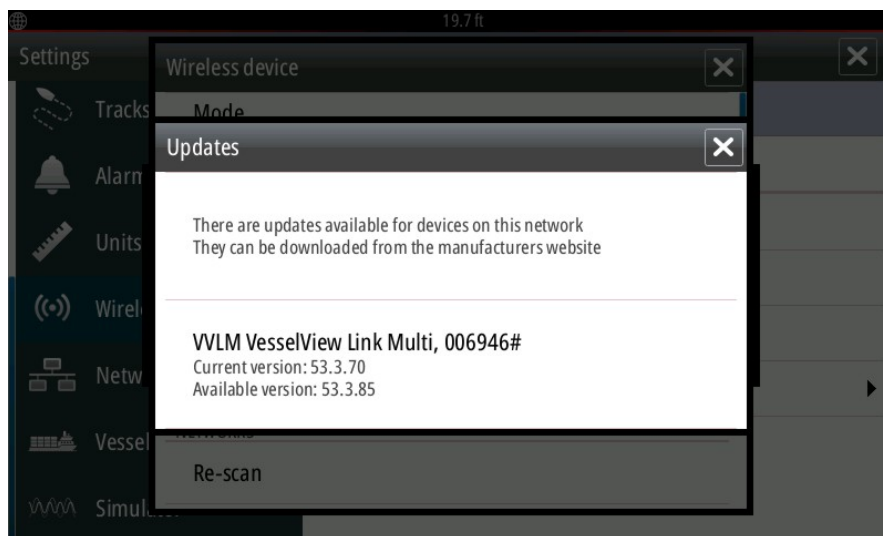 19.7 ft
Settings
Wireless device
Mode
Tracks
Updates
Alarm
There are updates available for devices on this network
They can be downloaded from the manufacturers website
Units
Wirel
VVLM VesselView Link Multi, 006946#
Current version: 53.3.70
Available version: 53.3.85
Netw
Vessel
Re-scan
Simul